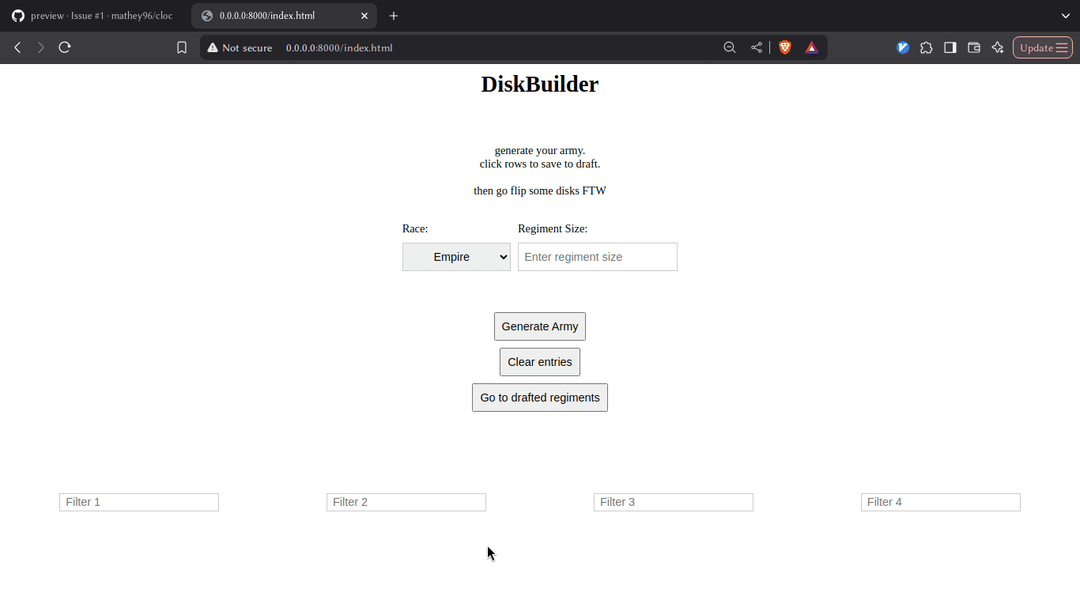 preview · Issue #1 · mathey96/cloc
0.0.0.0:8000/index.html
Not secure 0.0.0.0:8000/index.html
Update
DiskBuilder
generate your army.
click rows to save to draft.
then go flip some disks FTW
Race: Regiment Size:
Empire Enter regiment size
Generate Army
Clear entries
Go to drafted regiments
Filter 1 Filter 2 Filter 3 Filter 4